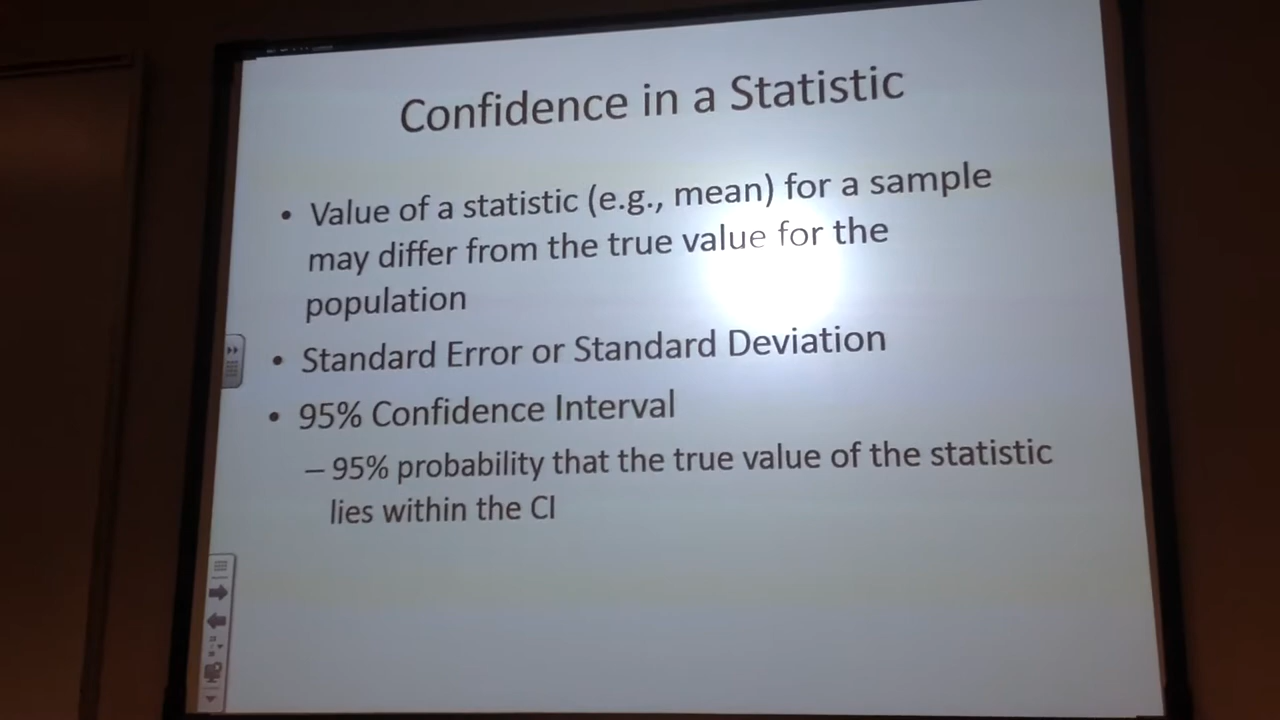 Confidence in a Statistic
• Value of a statistic (e.g., mean) for a sample
may differ from the true value for the
population
• Standard Error or Standard Deviation
• 95% Confidence Interval
– 95% probability that the true value of the statistic
lies within the CI